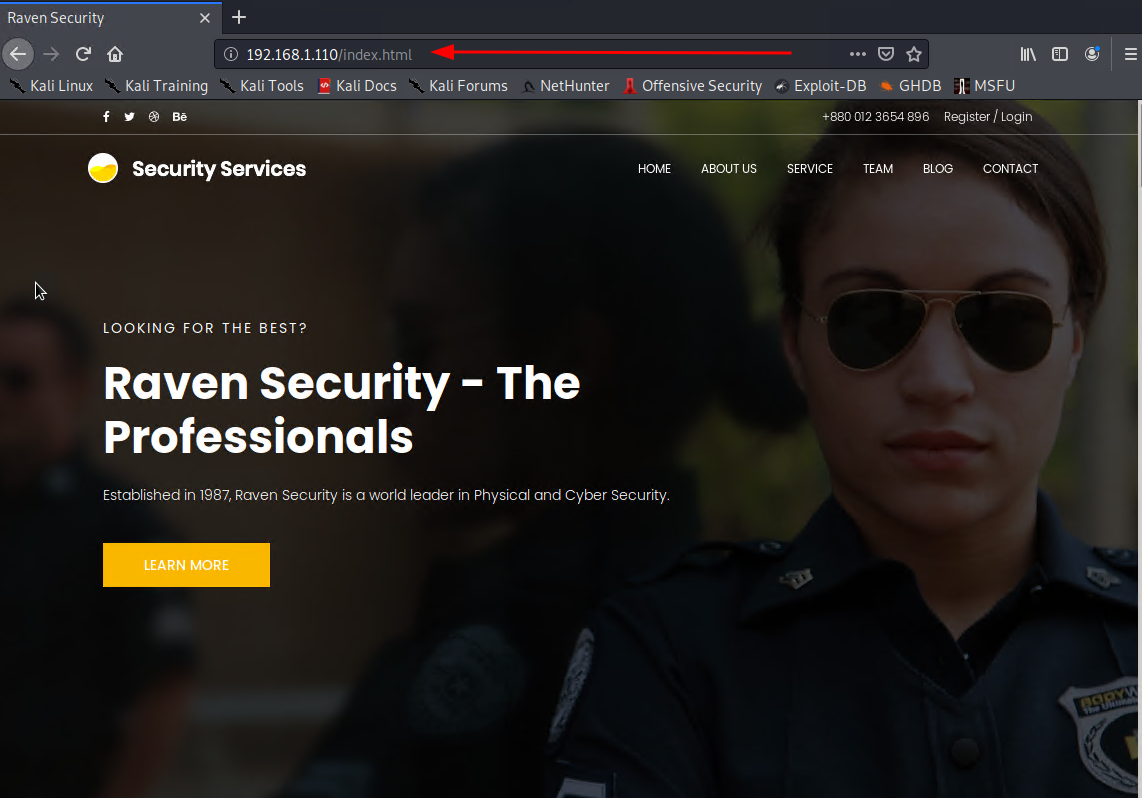 Raven Security
192.168.1.110/index.html
Kali Linux Kali Training Kali Tools Kali Docs Kali Forums NetHunter Offensive Security Exploit-DB GHDB MSFU
Bē +880 012 3654 896 Register / Login
Security Services HOME ABOUT US SERVICE TEAM BLOG CONTACT
LOOKING FOR THE BEST?
Raven Security - The
Professionals
Established in 1987, Raven Security is a world leader in Physical and Cyber Security.
LEARN MORE